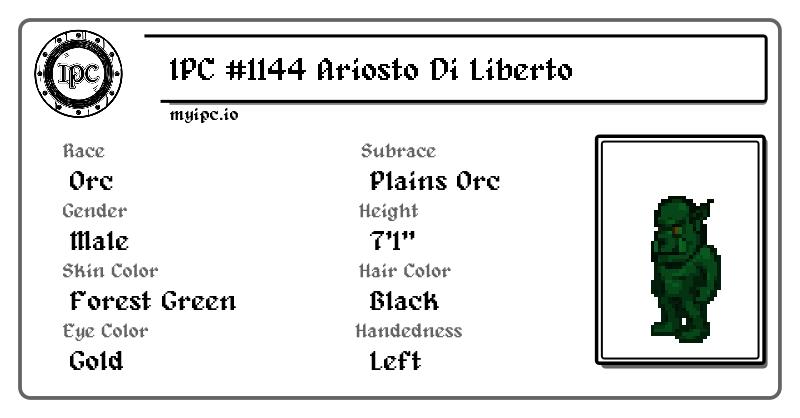 IPC
IPC #1144 Ariosto Di Liberto
myipc.io
Race
Orc
Subrace
Plains Orc
Gender
Male
Height
7'1"
Skin Color
Forest Green
Hair Color
Black
Eye Color
Gold
Handedness
Left